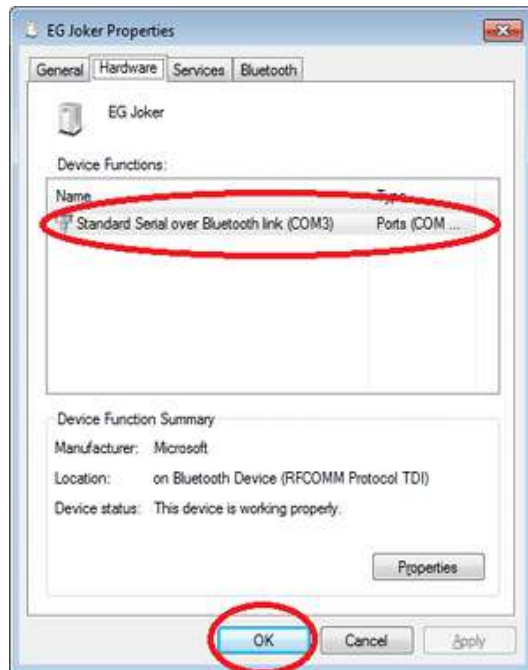 EG Joker Properties
General Hardware Services Bluetooth
EG Joker
Device Functions:
Name Type
Standard Serial over Bluetooth link (COM3) Ports (COM ...
Device Function Summary
Manufacturer: Microsoft
Location: on Bluetooth Device (RFCOMM Protocol TDI)
Device status: This device is working properly.
Properties
OK Cancel Apply